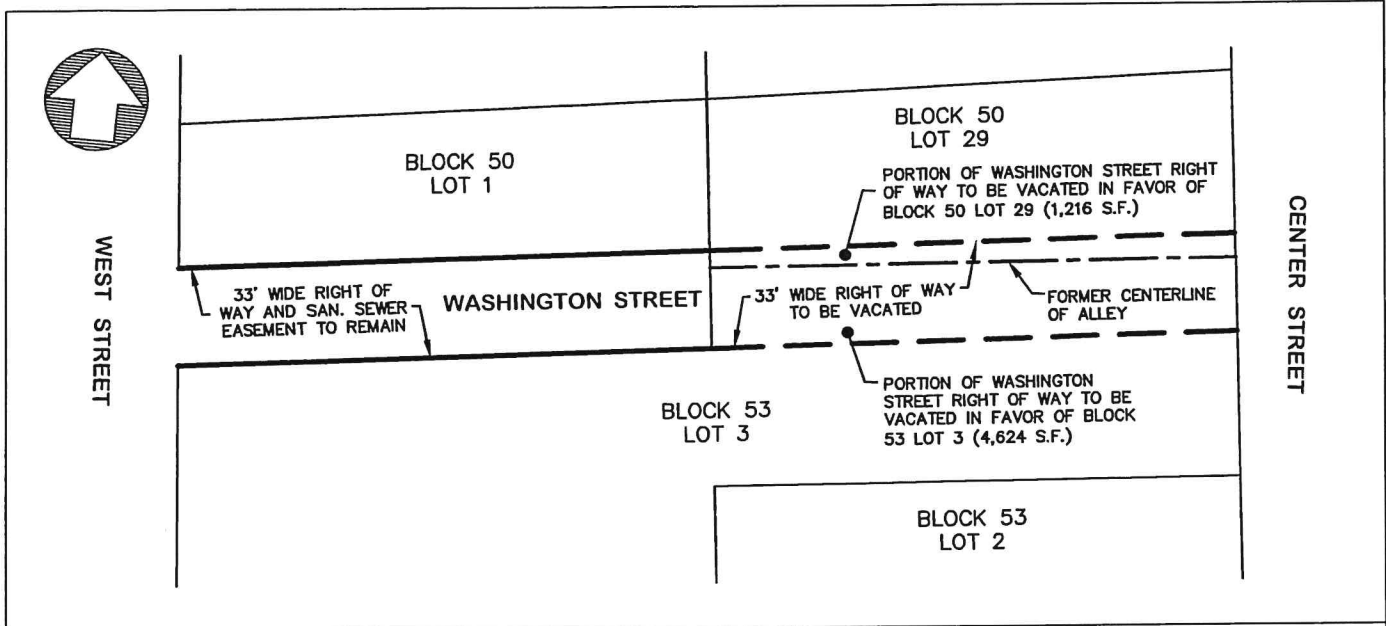 BLOCK 50
LOT 1
BLOCK 50
LOT 29
PORTION OF WASHINGTON STREET RIGHT
OF WAY TO BE VACATED IN FAVOR OF
BLOCK 50 LOT 29 (1,216 S.F.)
WEST STREET
CENTER STREET
33' WIDE RIGHT OF
WAY AND SAN. SEWER
EASEMENT TO REMAIN
WASHINGTON STREET
33' WIDE RIGHT OF WAY
TO BE VACATED
FORMER CENTERLINE
OF ALLEY
PORTION OF WASHINGTON
STREET RIGHT OF WAY TO BE
VACATED IN FAVOR OF BLOCK
53 LOT 3 (4,624 S.F.)
BLOCK 53
LOT 3
BLOCK 53
LOT 2